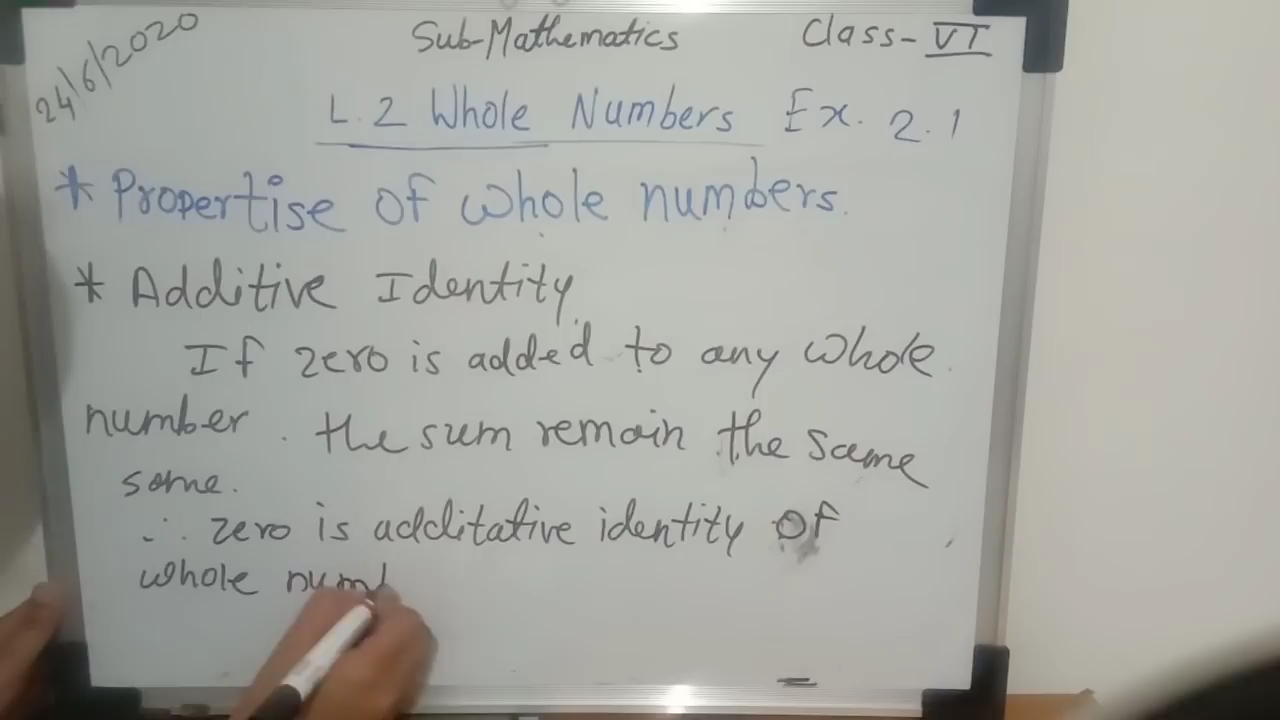 24/6/2020
Sub-Mathematics Class-VI
L.2 Whole Numbers Ex. 2.1
* Propertise of whole numbers.
* Additive Identity
If zero is added to any whole
number. the sum remain the same
same.
∴ zero is additative identity of
whole numb